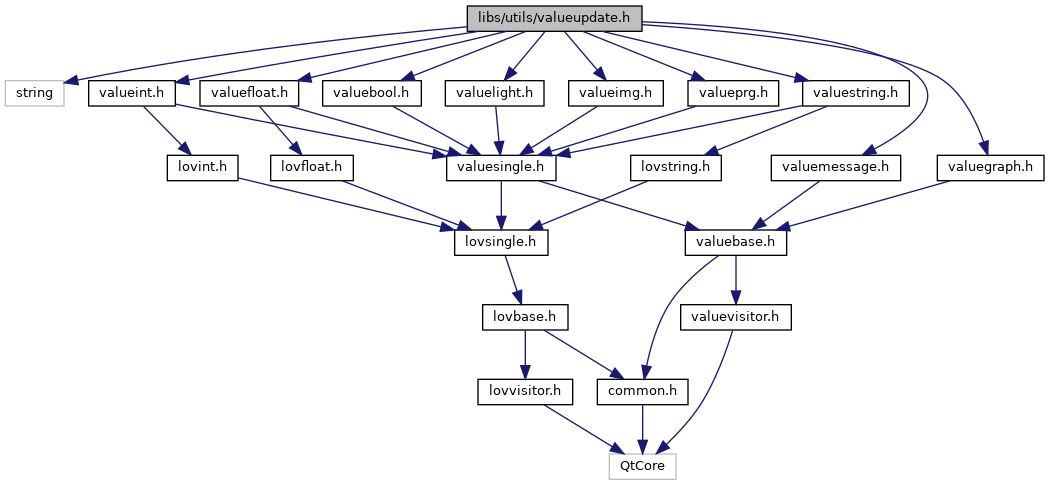 libs/utils/valueupdate.h
string
valueint.h
valuefloat.h
valuebool.h
valuelight.h
valueimg.h
valueprg.h
valuestring.h
lovint.h
lovfloat.h
valuesingle.h
lovstring.h
valuemessage.h
valuegraph.h
lovsingle.h
valuebase.h
lovbase.h
valuevisitor.h
lovvisitor.h
common.h
QtCore